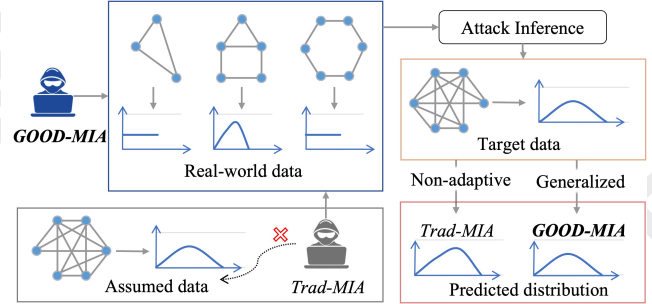 GOOD-MIA
Real-world data
Attack Inference
Target data
Non-adaptive
Generalized
Assumed data
Trad-MIA
Trad-MIA
GOOD-MIA
Predicted distribution